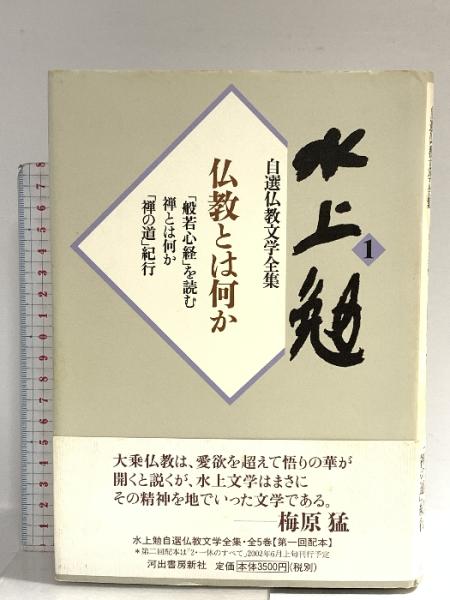 水上勉
1
自選仏教文学全集
仏教とは何か
「般若心経」を読む
禅とは何か
「禅の道」紀行
大乗仏教は、愛欲を超えて悟りの華が
開くと説くが、水上文学はまさに
その精神を地でいった文学である。
——梅原 猛
水上勉自選仏教文学全集・全5巻【第一回配本】
*第二回配本は「2・一休のすべて」、2002年6月上旬刊行予定
河出書房新社 定価 本体3500円(税別)